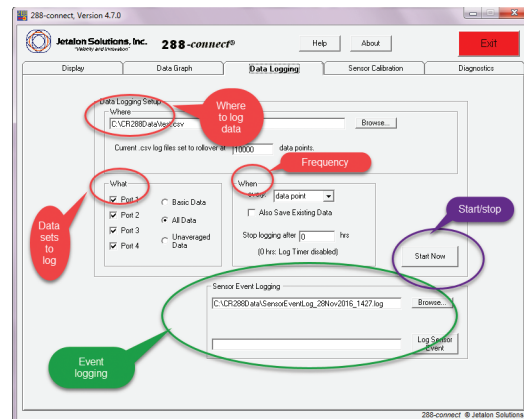 288-connect, Version 4.7.0
Jetalon Solutions, Inc.
"Velocity and Innovation"
288-connect®
Help
About
Exit
Display
Data Graph
Data Logging
Sensor Calibration
Diagnostics
Data Logging Setup
Where
C:\CR288Data\test.csv
Browse...
Where
to log
data
Current .csv log files set to rollover at 10000 data points.
Frequency
What
Port 1
Port 2
Port 3
Port 4
Basic Data
All Data
Unaveraged
Data
When
data point
Also Save Existing Data
Stop logging after 0 hrs
(0 hrs: Log Timer disabled)
Start/stop
Start Now
Data
sets
to
log
Sensor Event Logging
C:\CR288Data\SensorEventLog_28Nov2016_1427.log
Browse...
Log Sensor
Event
Event
logging
288-connect ® Jetalon Solutions